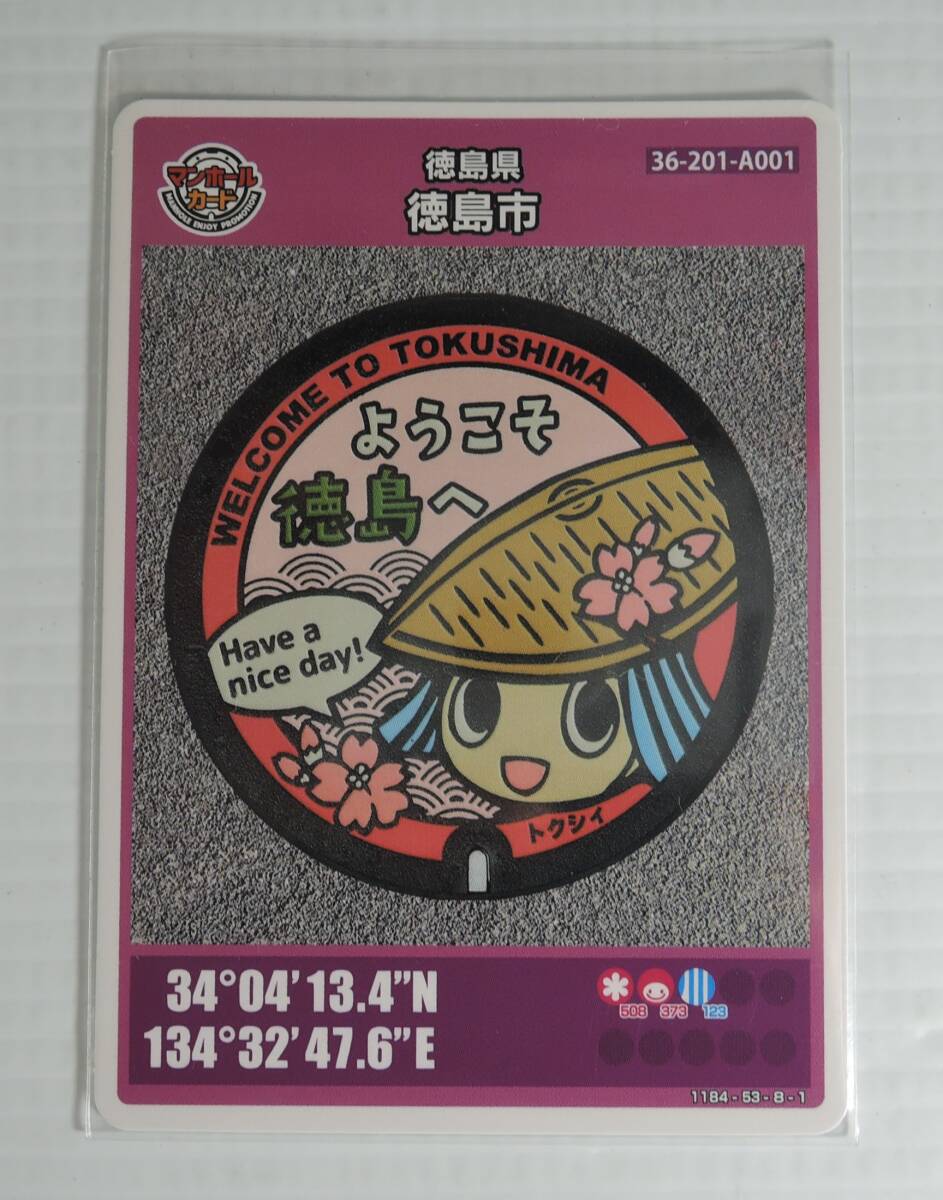 マンホール
カード
MANHOLE ENJOY PROMOTION
徳島県
徳島市
36-201-A001
WELCOME TO TOKUSHIMA
ようこそ
徳島へ
Have a
nice day!
トクシィ
34°04'13.4"N
134°32'47.6"E
508 373 123
1184-53-8-1